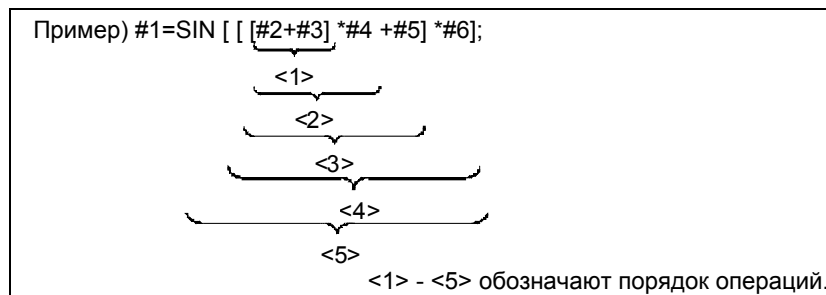 Пример) #1=SIN [ [ [#2+#3] *#4 +#5] *#6];
<1>
<2>
<3>
<4>
<5>
<1> - <5> обозначают порядок операций.